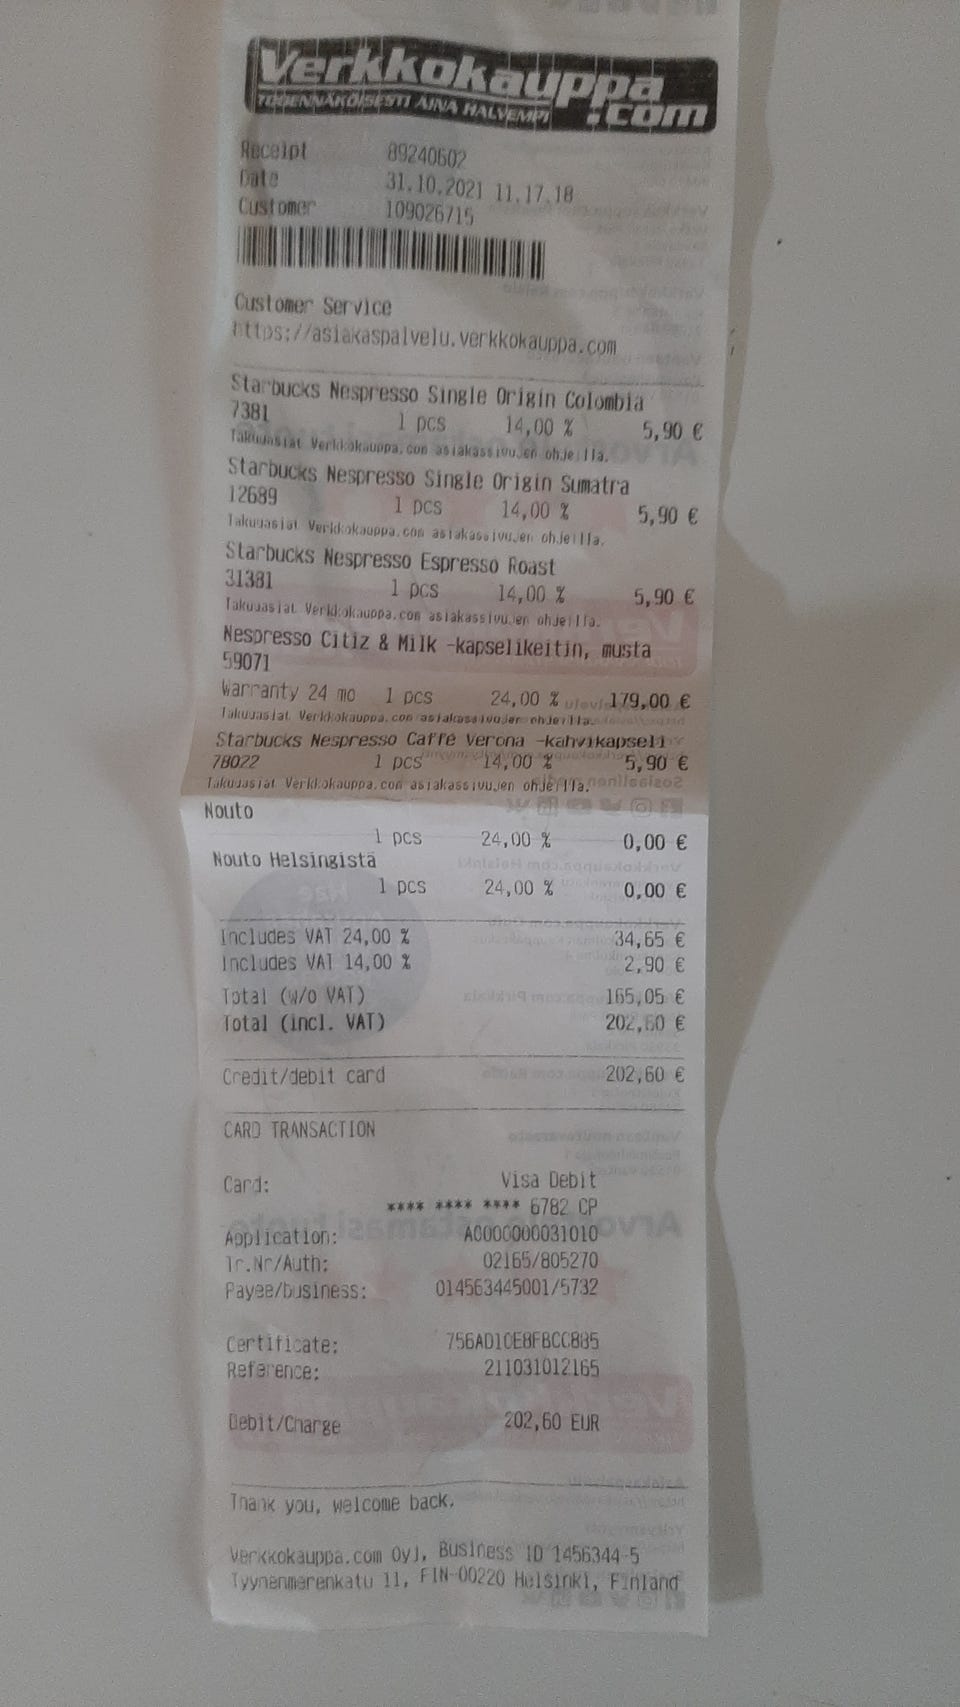 Verkkokauppa
.com
TODENNÄKÖISESTI AINA HALVEMPI
Receipt 89240602
Date 31.10.2021 11.17.18
Customer 109026715
Customer Service
https://asiakaspalvelu.verkkokauppa.com
Starbucks Nespresso Single Origin Colombia
7381 1 pcs 14,00 % 5,90 €
Takuuasiat Verkkokauppa.com asiakassivujen ohjeilla.
Starbucks Nespresso Single Origin Sumatra
12689 1 pcs 14,00 % 5,90 €
Takuuasiat Verkkokauppa.com asiakassivujen ohjeilla.
Starbucks Nespresso Espresso Roast
31381 1 pcs 14,00 % 5,90 €
Takuuasiat Verkkokauppa.com asiakassivujen ohjeilla.
Nespresso Citiz & Milk -kapselikeitin, musta
59071
Warranty 24 mo 1 pcs 24,00 % 179,00 €
Takuuasiat Verkkokauppa.com asiakassivujen ohjeilla.
Starbucks Nespresso Caffé Verona -kahvikapseli
78022 1 pcs 14,00 % 5,90 €
Takuuasiat Verkkokauppa.com asiakassivujen ohjeilla.
Nouto
1 pcs 24,00 % 0,00 €
Nouto Helsingistä
1 pcs 24,00 % 0,00 €
Includes VAT 24,00 % 34,65 €
Includes VAT 14,00 % 2,90 €
Total (w/o VAT) 165,05 €
Total (incl. VAT) 202,60 €
Credit/debit card 202,60 €
CARD TRANSACTION
Card: Visa Debit
**** **** **** 6782 CP
Application: A0000000031010
Tr.Nr/Auth: 02165/805270
Payee/business: 014563445001/5732
Certificate: 756AD1CE8FBCC885
Reference: 211031012165
Debit/Charge 202,60 EUR
Thank you, welcome back.
Verkkokauppa.com Oyj, Business ID 1456344-5
Tyynenmerenkatu 11, FIN-00220 Helsinki, Finland